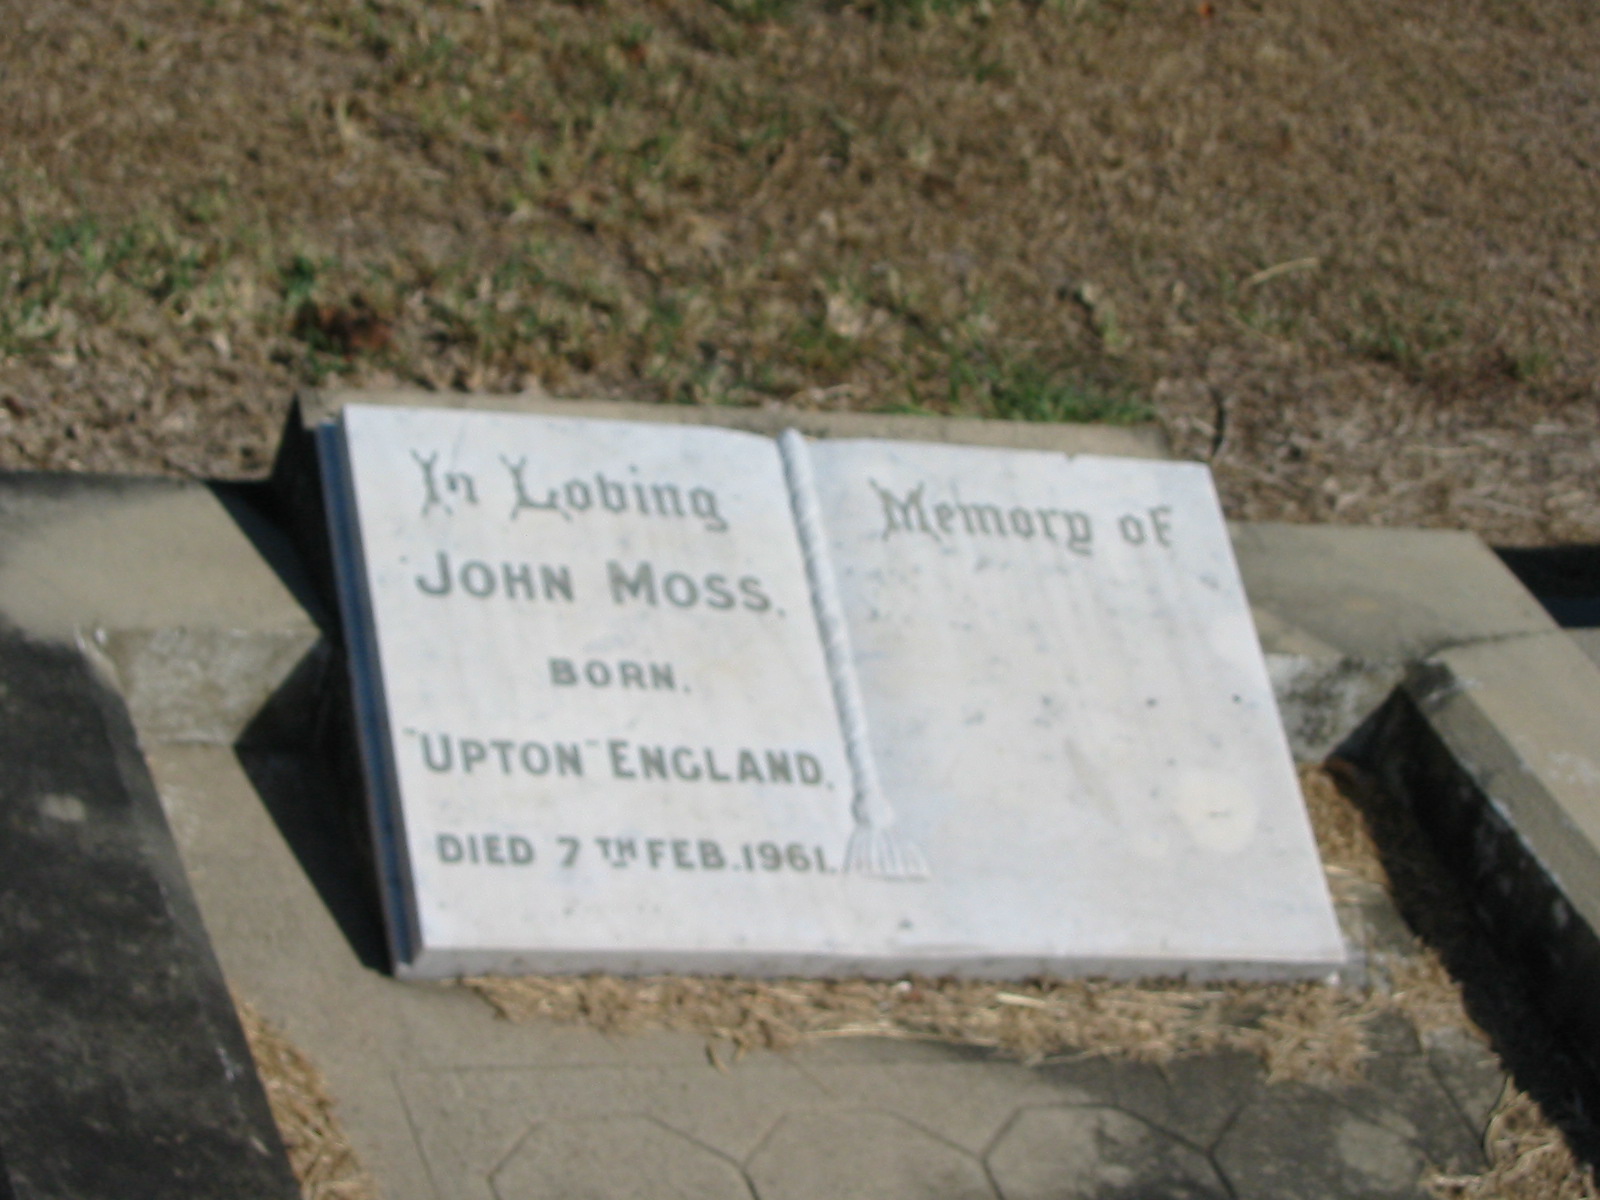 In Loving Memory of
JOHN MOSS.
BORN.
"UPTON" ENGLAND.
DIED 7TH FEB. 1961.